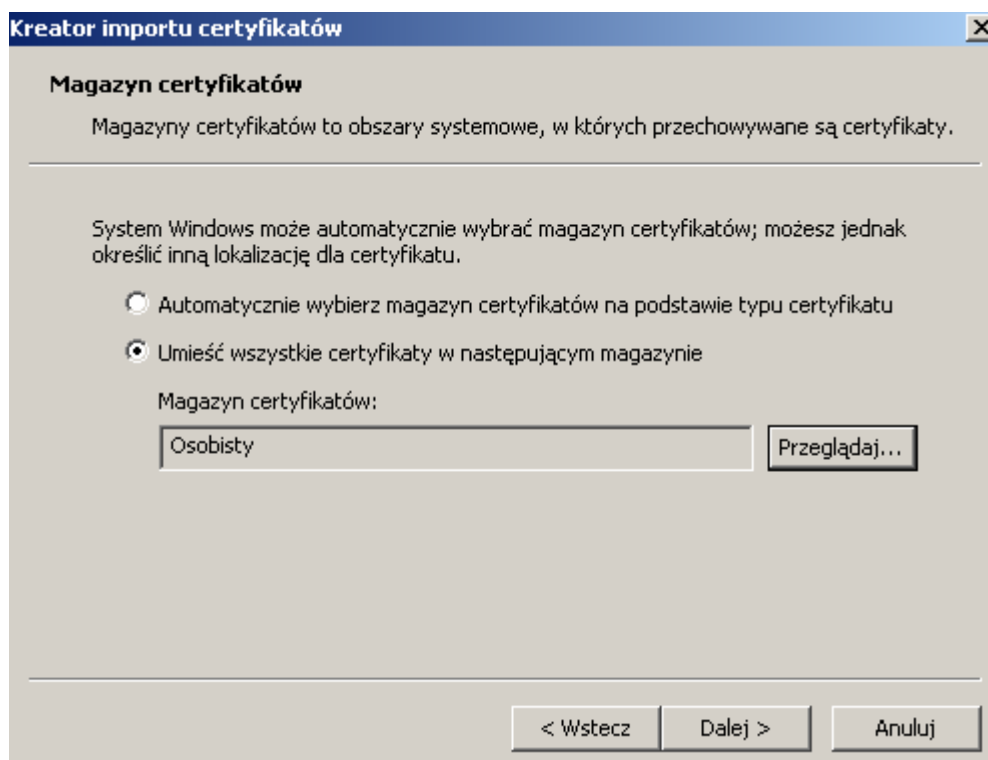 Kreator importu certyfikatów
Magazyn certyfikatów
Magazyny certyfikatów to obszary systemowe, w których przechowywane są certyfikaty.
System Windows może automatycznie wybrać magazyn certyfikatów; możesz jednak
określić inną lokalizację dla certyfikatu.
Automatycznie wybierz magazyn certyfikatów na podstawie typu certyfikatu
Umieść wszystkie certyfikaty w następującym magazynie
Magazyn certyfikatów:
Osobisty
Przeglądaj...
< Wstecz
Dalej >
Anuluj